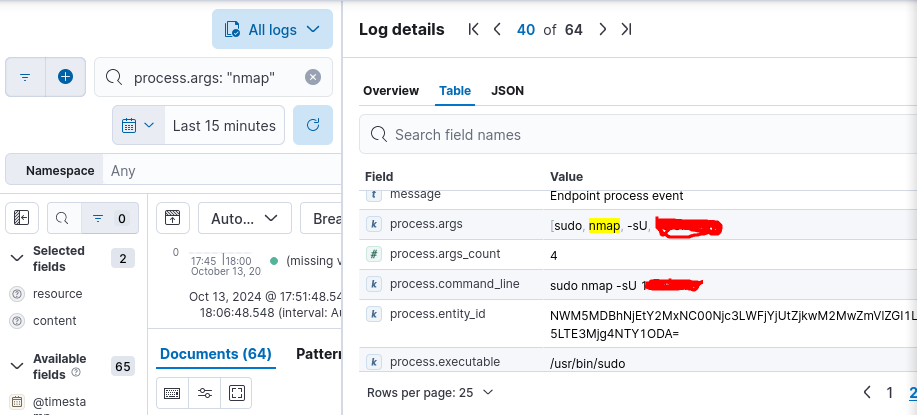 All logs
process.args: "nmap"
Last 15 minutes
Namespace Any
0
Auto...
Brea
0
17:45 18:00
October 13, 20
(missing v
Oct 13, 2024 @ 17:51:48.54
18:06:48.548 (interval: Au
Selected fields 2
resource
content
Available fields 65
@timesta
mp
Documents (64) Pattern
Log details 40 of 64
Overview Table JSON
Search field names
Field Value
message Endpoint process event
process.args [sudo, nmap, -sU,
process.args_count 4
process.command_line sudo nmap -sU 1
process.entity_id NWM5MDBhNjEtY2MxNC00Njc3LWFjYjUtZjkwM2MwZmVlZGI1L
5LTE3Mjg4NTY1ODA=
process.executable /usr/bin/sudo
Rows per page: 25
1 2